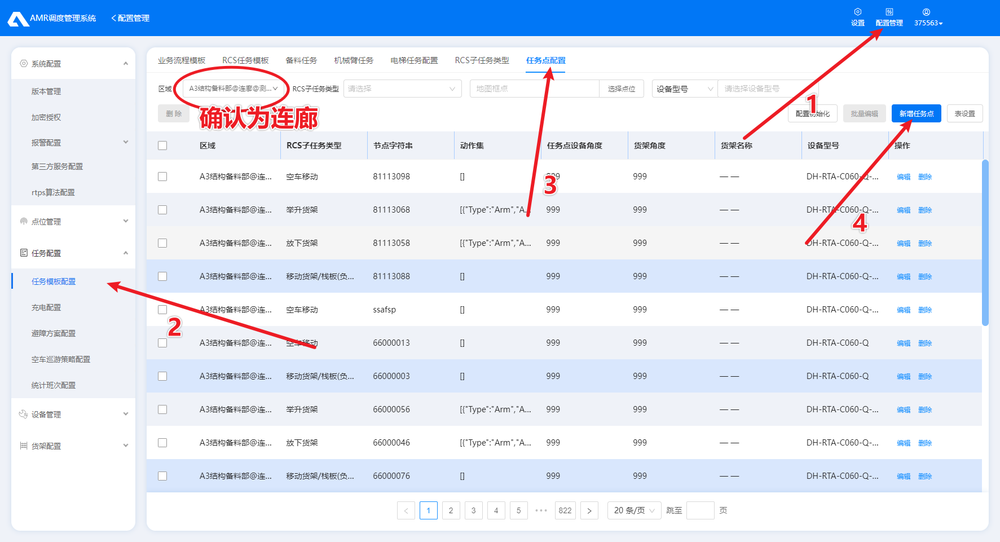 AMR调度管理系统 配置管理 设置 配置管理 375563
系统配置
版本管理
加密授权
报警配置
第三方服务配置
rtps算法配置
点位管理
任务配置
任务模板配置
充电配置
避障方案配置
空车巡游策略配置
统计班次配置
设备管理
货架配置
业务流程模板 RCS任务模板 备料任务 机械臂任务 电梯任务配置 RCS子任务类型 任务点配置
区域 A3结构备料部@连廊@测... RCS子任务类型 请选择 地图框点 选择点位 设备型号 请选择设备型号
删 除 确认为连廊 配置初始化 批量编辑 新增任务点 表设置
1
2
3
4
区域 RCS子任务类型 节点字符串 动作集 任务点设备角度 货架角度 货架名称 设备型号 操作
A3结构备料部@连... 空车移动 81113098 [] 999 999 — — DH-RTA-C060-Q-... 编辑 删除
A3结构备料部@连... 举升货架 81113068 [{"Type":"Arm","A... 999 999 — — DH-RTA-C060-Q-... 编辑 删除
A3结构备料部@连... 放下货架 81113058 [{"Type":"Arm","A... 999 999 — — DH-RTA-C060-Q-... 编辑 删除
A3结构备料部@连... 移动货架/栈板(负... 81113088 [] 999 999 — — DH-RTA-C060-Q-... 编辑 删除
A3结构备料部@连... 空车移动 ssafsp [] 999 999 — — DH-RTA-C060-Q-... 编辑 删除
A3结构备料部@连... 空车移动 66000013 [] 999 999 — — DH-RTA-C060-Q 编辑 删除
A3结构备料部@连... 移动货架/栈板(负... 66000003 [] 999 999 — — DH-RTA-C060-Q 编辑 删除
A3结构备料部@连... 举升货架 66000056 [{"Type":"Arm","A... 999 999 — — DH-RTA-C060-Q-... 编辑 删除
A3结构备料部@连... 放下货架 66000046 [{"Type":"Arm","A... 999 999 — — DH-RTA-C060-Q-... 编辑 删除
A3结构备料部@连... 移动货架/栈板(负... 66000076 [] 999 999 — — DH-RTA-C060-Q-... 编辑 删除
< 1 2 3 4 5 ••• 822 > 20 条/页 跳至 页